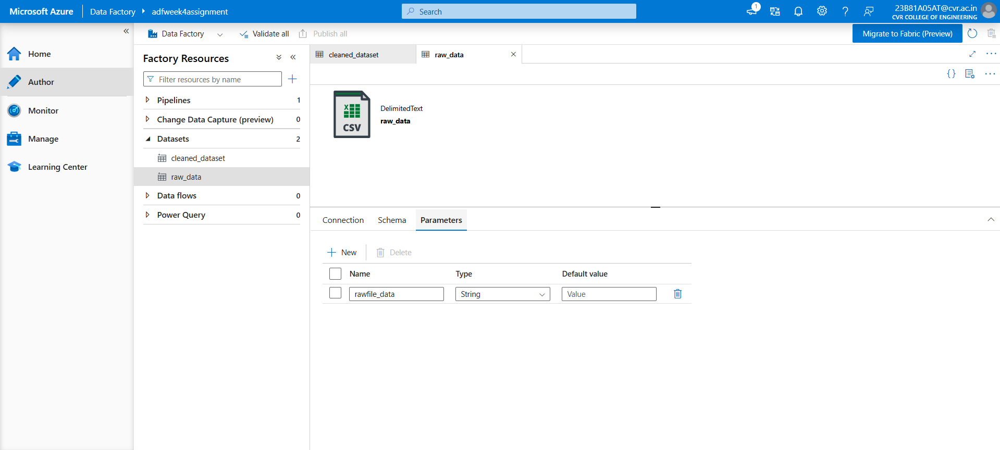 Microsoft Azure
Data Factory
adfweek4assignment
Search
1
23B81A05AT@cvr.ac.in
CVR COLLEGE OF ENGINEERING
Data Factory
Validate all
Publish all
Migrate to Fabric (Preview)
Home
Author
Monitor
Manage
Learning Center
Factory Resources
Filter resources by name
Pipelines 1
Change Data Capture (preview) 0
Datasets 2
cleaned_dataset
raw_data
Data flows 0
Power Query 0
cleaned_dataset
raw_data
CSV
DelimitedText
raw_data
Connection
Schema
Parameters
New
Delete
Name Type Default value
rawfile_data String Value